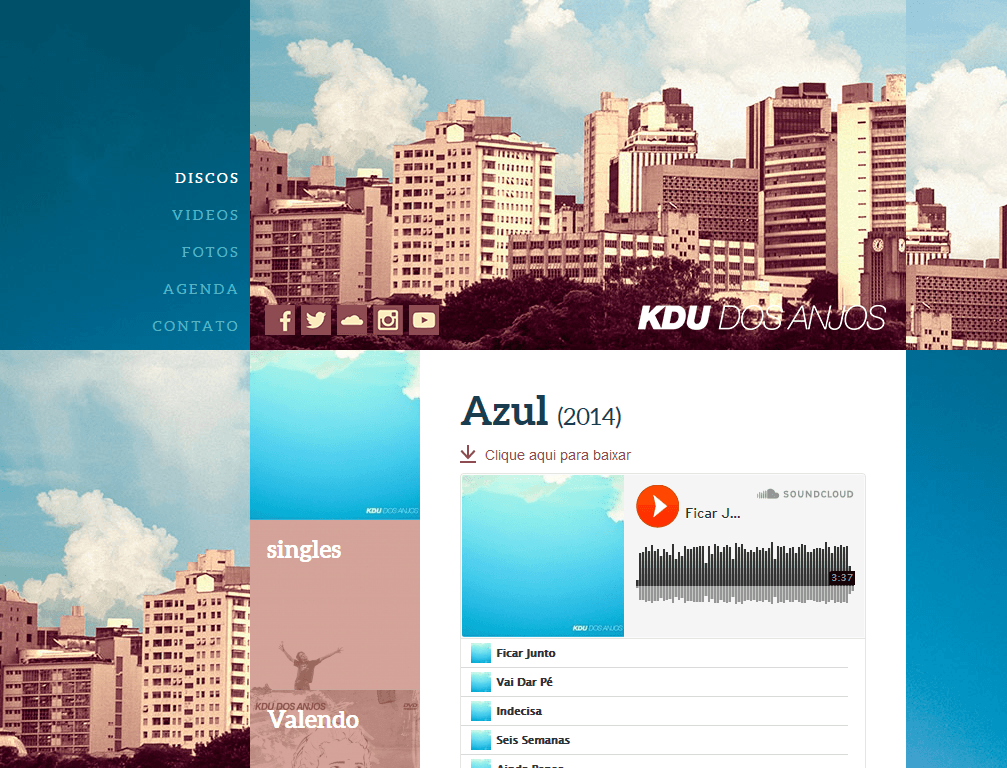 DISCOS
VIDEOS
FOTOS
AGENDA
CONTATO
KDU DOS ANJOS
KDU DOS ANJOS
singles
KDU DOS ANJOS
DVD
Valendo
Azul (2014)
Clique aqui para baixar
KDU DOS ANJOS
SOUNDCLOUD
Ficar J...
3:37
Ficar Junto
Vai Dar Pé
Indecisa
Seis Semanas